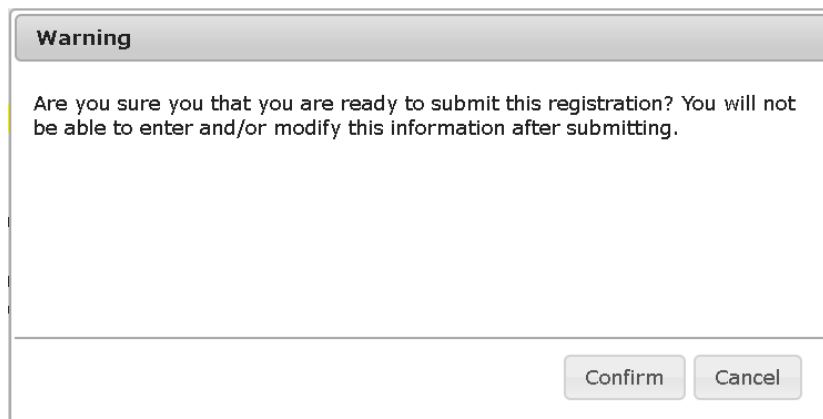 Warning
Are you sure you that you are ready to submit this registration? You will not
be able to enter and/or modify this information after submitting.
Confirm
Cancel